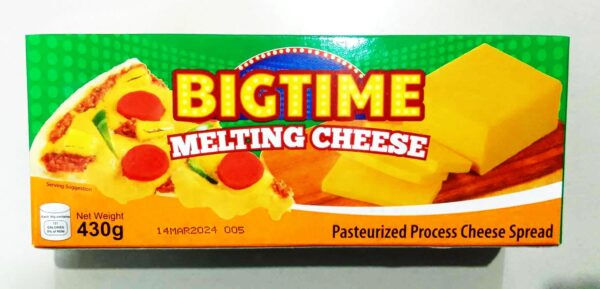 BIGTIME
MELTING CHEESE
Serving Suggestion
Net Weight
430g
14MAR2024 005
Pasteurized Process Cheese Spread